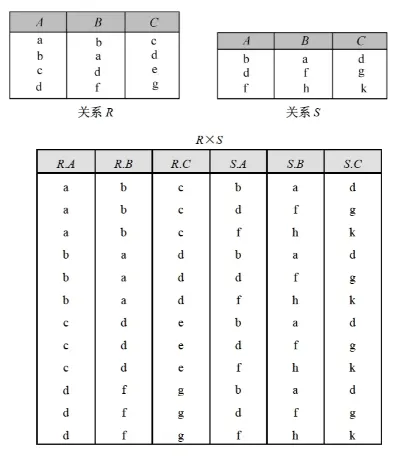 A B C
a b c
b a d
c d e
d f g
关系 R
A B C
b a d
d f g
f h k
关系 S
R×S
R.A R.B R.C S.A S.B S.C
a b c b a d
a b c d f g
a b c f h k
b a d b a d
b a d d f g
b a d f h k
c d e b a d
c d e d f g
c d e f h k
d f g b a d
d f g d f g
d f g f h k